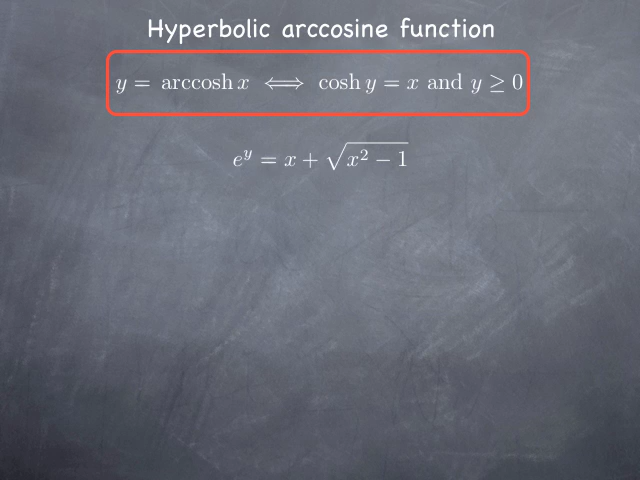 Hyperbolic arccosine function
y = arccosh x ⟺ cosh y = x and y ≥ 0
e^y = x + √(x² − 1)